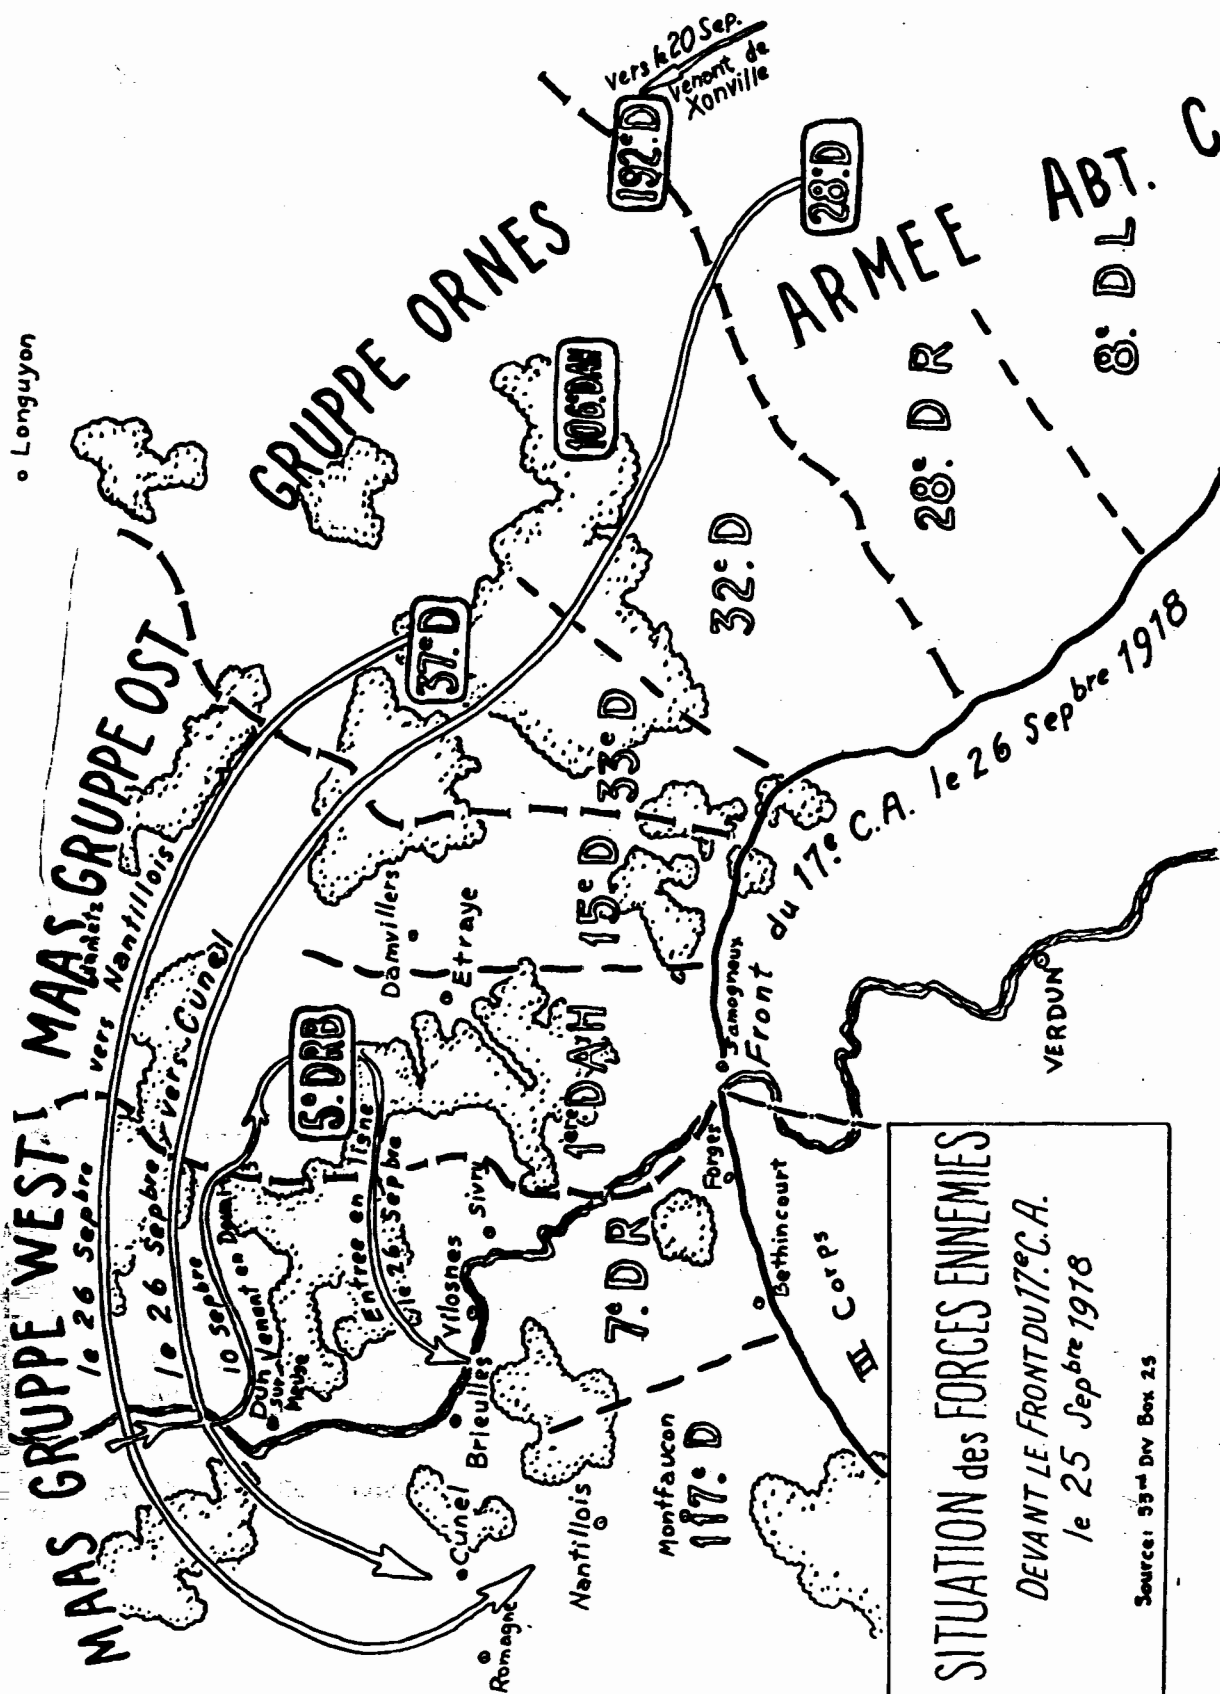 MAAS GRUPPE WEST
MAAS GRUPPE OST
GRUPPE ORNES
ARMEE ABT. C
Longuyon
vers le 20 Sep.
venant de
Xonville
192e D
28e D
106e DAH
37e D
5e DRB
le 26 Sepbre vers Nantillois
le 26 Sepbre vers Cunel
10 Sepbre
Venant en
Entree en ligne
le 26 Sepbre
Dun
sur
Meuse
Damvillers
Etraye
Sivry
Vilosnes
Brieulles
Cunel
Romagne
Nantillois
Montfaucon
117e D
7e D R
1ère D A H
15e D
33e D
32e D
28e D R
8e D L
Samogneux
Forges
Bethincourt
III Corps
Front du 17e C.A. le 26 Sepbre 1918
VERDUN
SITUATION des FORCES ENNEMIES
DEVANT LE FRONT DU 17e C.A.
le 25 Sepbre 1918
Source: 33rd Div Box 25